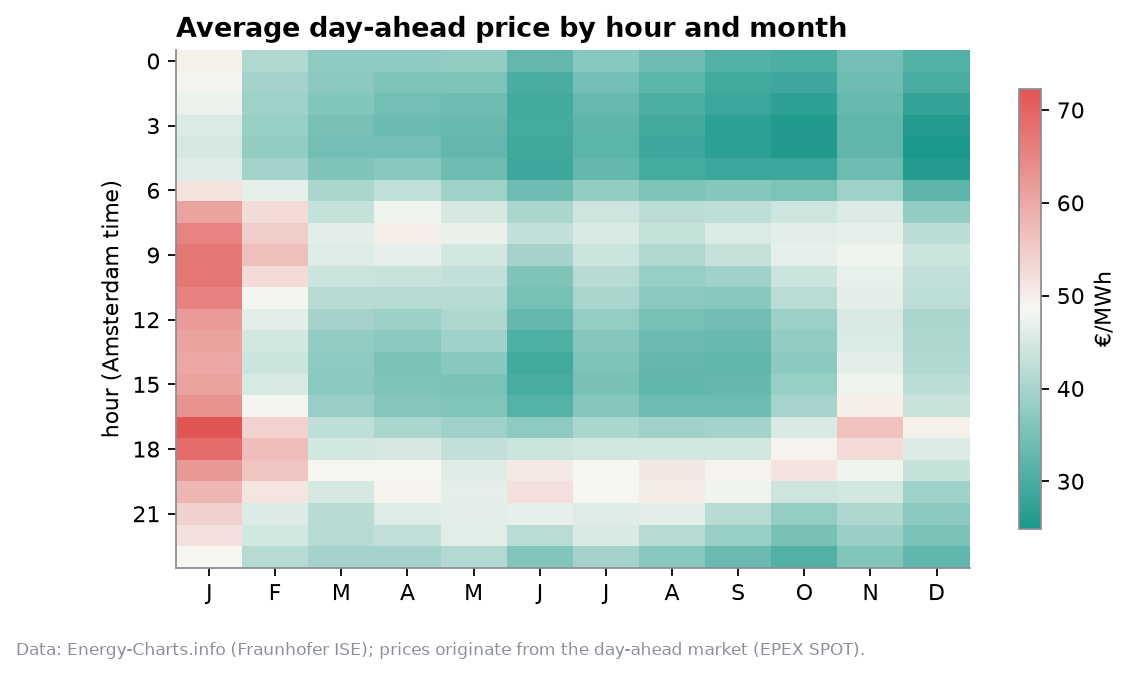 Average day-ahead price by hour and month
0
3
6
9
12
15
18
21
hour (Amsterdam time)
J F M A M J J A S O N D
70
60
50
40
30
€/MWh
Data: Energy-Charts.info (Fraunhofer ISE); prices originate from the day-ahead market (EPEX SPOT).